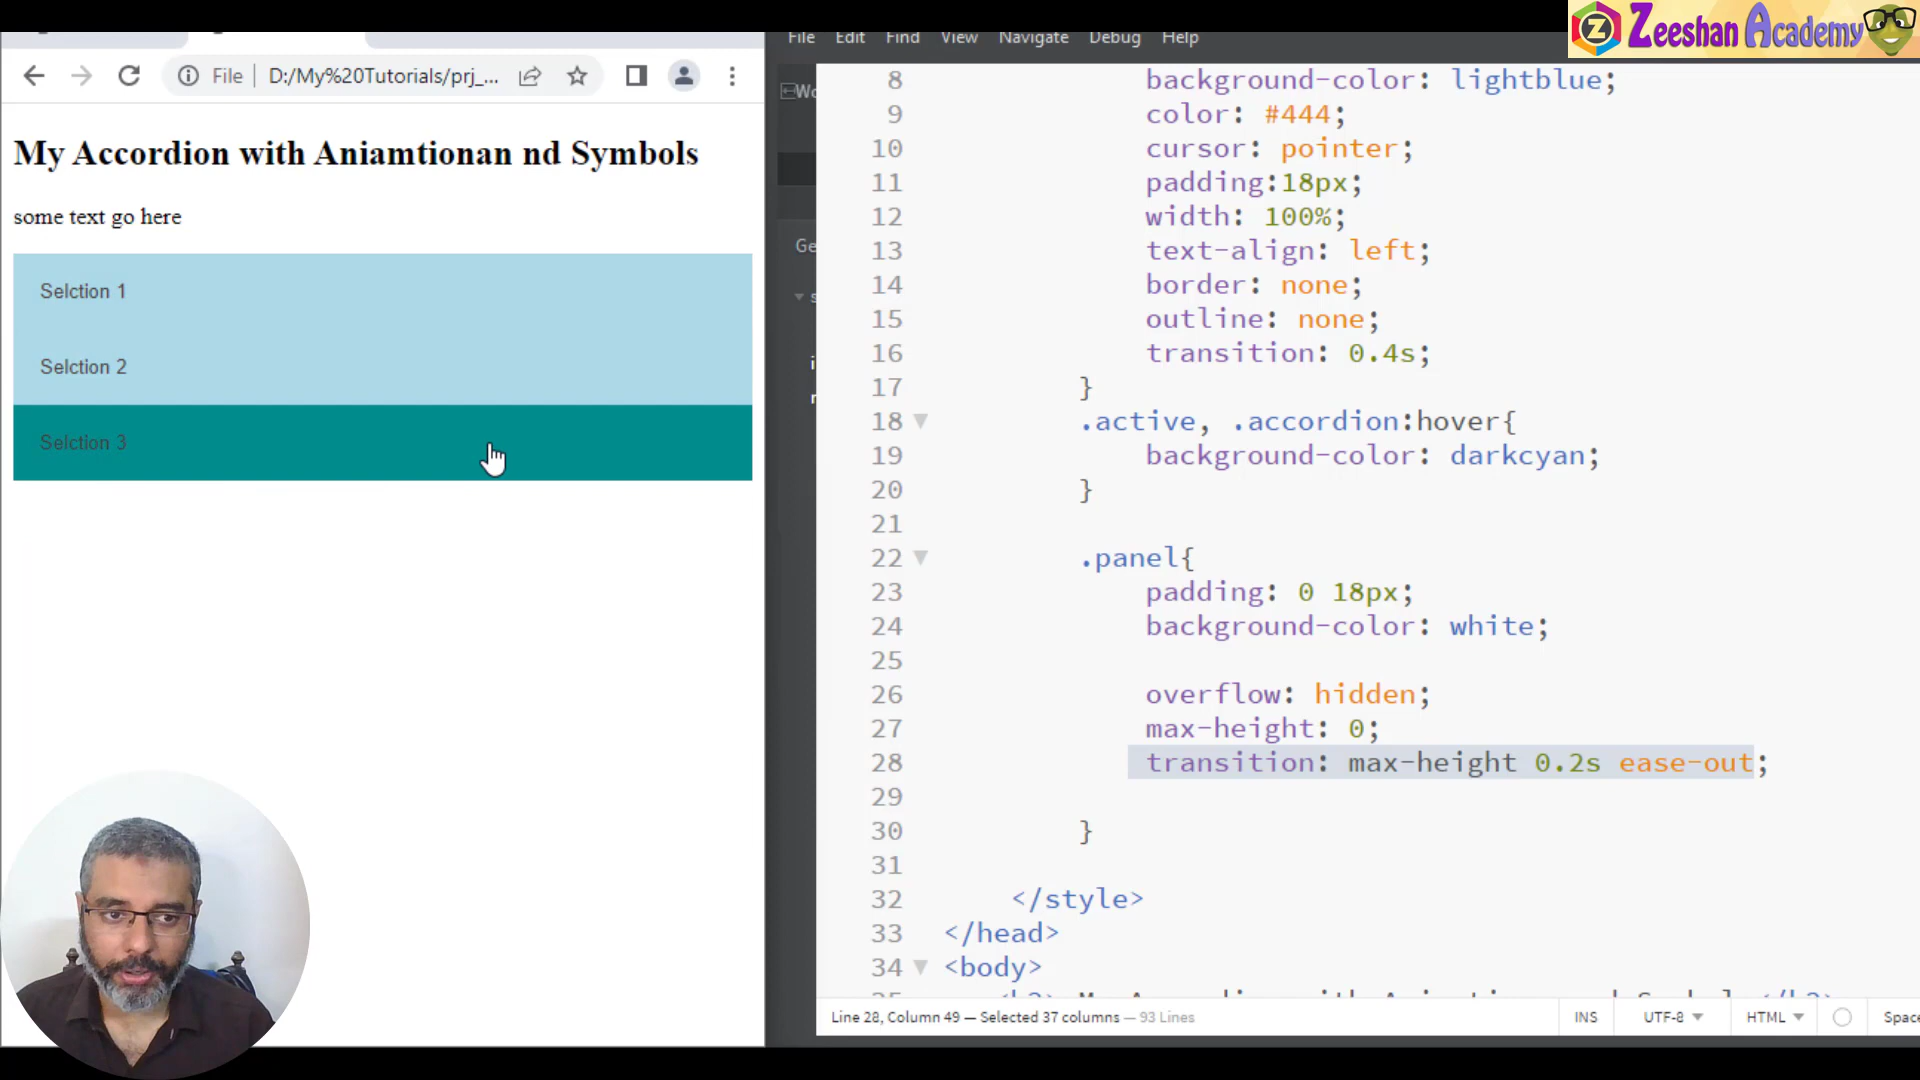 Zeeshan Academy
File D:/My%20Tutorials/prj_...
My Accordion with Aniamtionan nd Symbols
some text go here
Selction 1
Selction 2
Selction 3
File Edit Find View Navigate Debug Help
Wo
Ge
8 background-color: lightblue;
9 color: #444;
10 cursor: pointer;
11 padding:18px;
12 width: 100%;
13 text-align: left;
14 border: none;
15 outline: none;
16 transition: 0.4s;
17 }
18 .active, .accordion:hover{
19 background-color: darkcyan;
20 }
21
22 .panel{
23 padding: 0 18px;
24 background-color: white;
25
26 overflow: hidden;
27 max-height: 0;
28 transition: max-height 0.2s ease-out;
29
30 }
31
32 </style>
33 </head>
34 <body>
Line 28, Column 49 — Selected 37 columns — 93 Lines
INS UTF-8 HTML Space